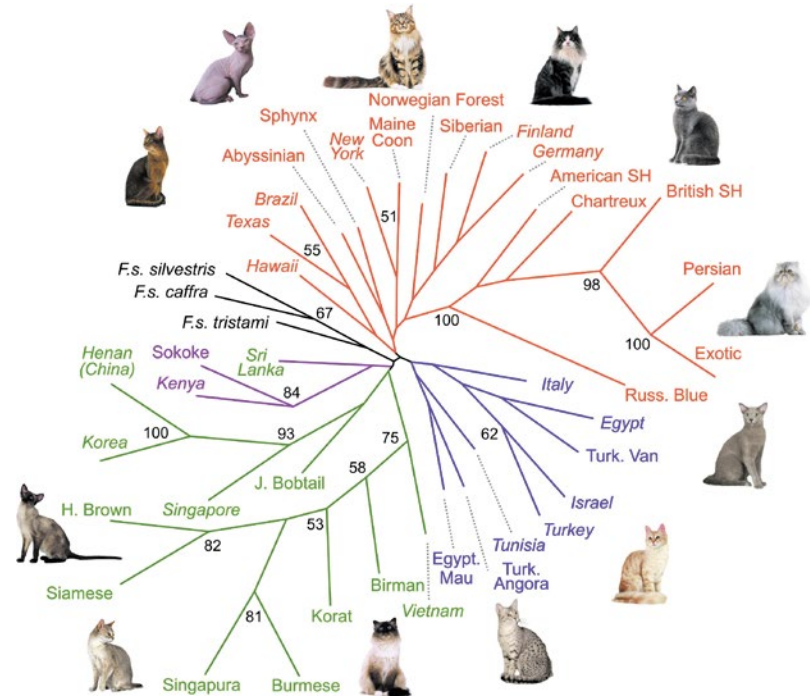 Norwegian Forest
Sphynx
Maine
Coon
Siberian
New
York
Finland
Germany
Abyssinian
American SH
51
British SH
Brazil
Chartreux
Texas
55
Hawaii
F.s. silvestris
Persian
F.s. caffra
98
67
F.s. tristami
100
100
Henan
(China)
Sokoke
Sri
Lanka
Exotic
Kenya
Italy
Russ. Blue
84
Egypt
100
93
75
62
Korea
Turk. Van
58
J. Bobtail
Israel
H. Brown
Singapore
53
Turkey
82
Egypt.
Mau
Tunisia
Turk.
Angora
Siamese
Birman
81
Korat
Vietnam
Singapura
Burmese